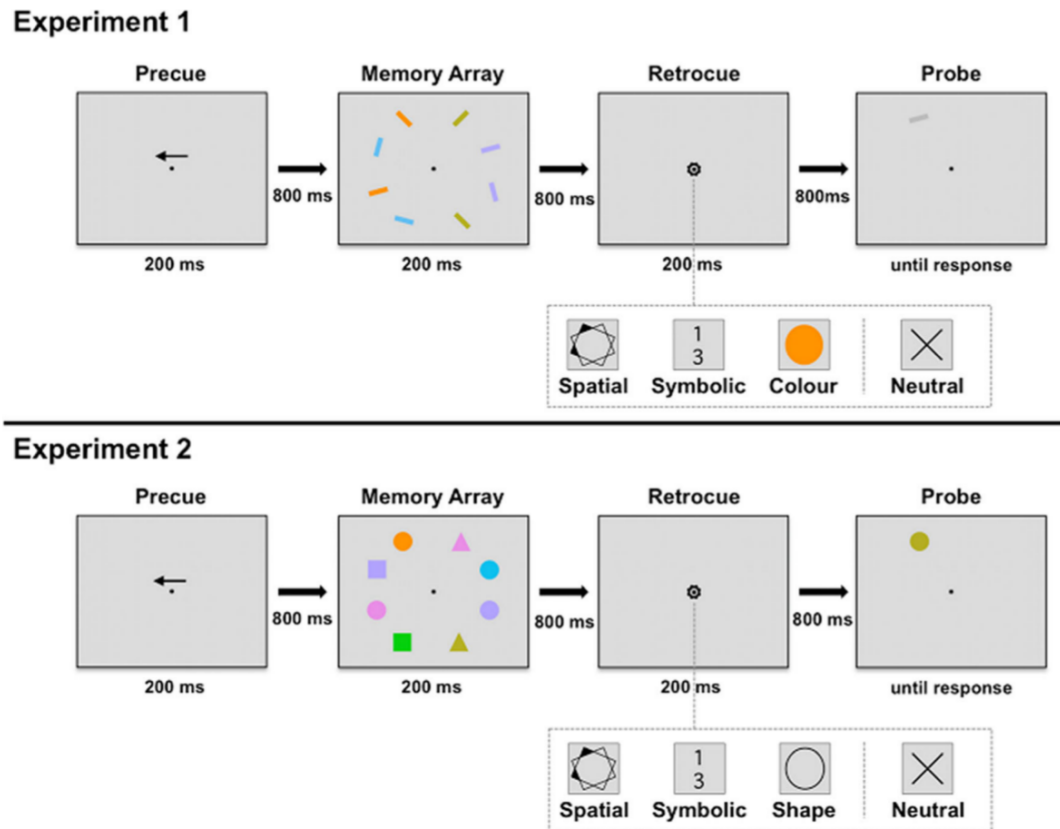 Experiment 1
Precue
Memory Array
Retrocue
Probe
800 ms
800 ms
800ms
200 ms
200 ms
200 ms
until response
1
3
Spatial
Symbolic
Colour
Neutral
Experiment 2
Precue
Memory Array
Retrocue
Probe
800 ms
800 ms
800 ms
200 ms
200 ms
200 ms
until response
1
3
Spatial
Symbolic
Shape
Neutral